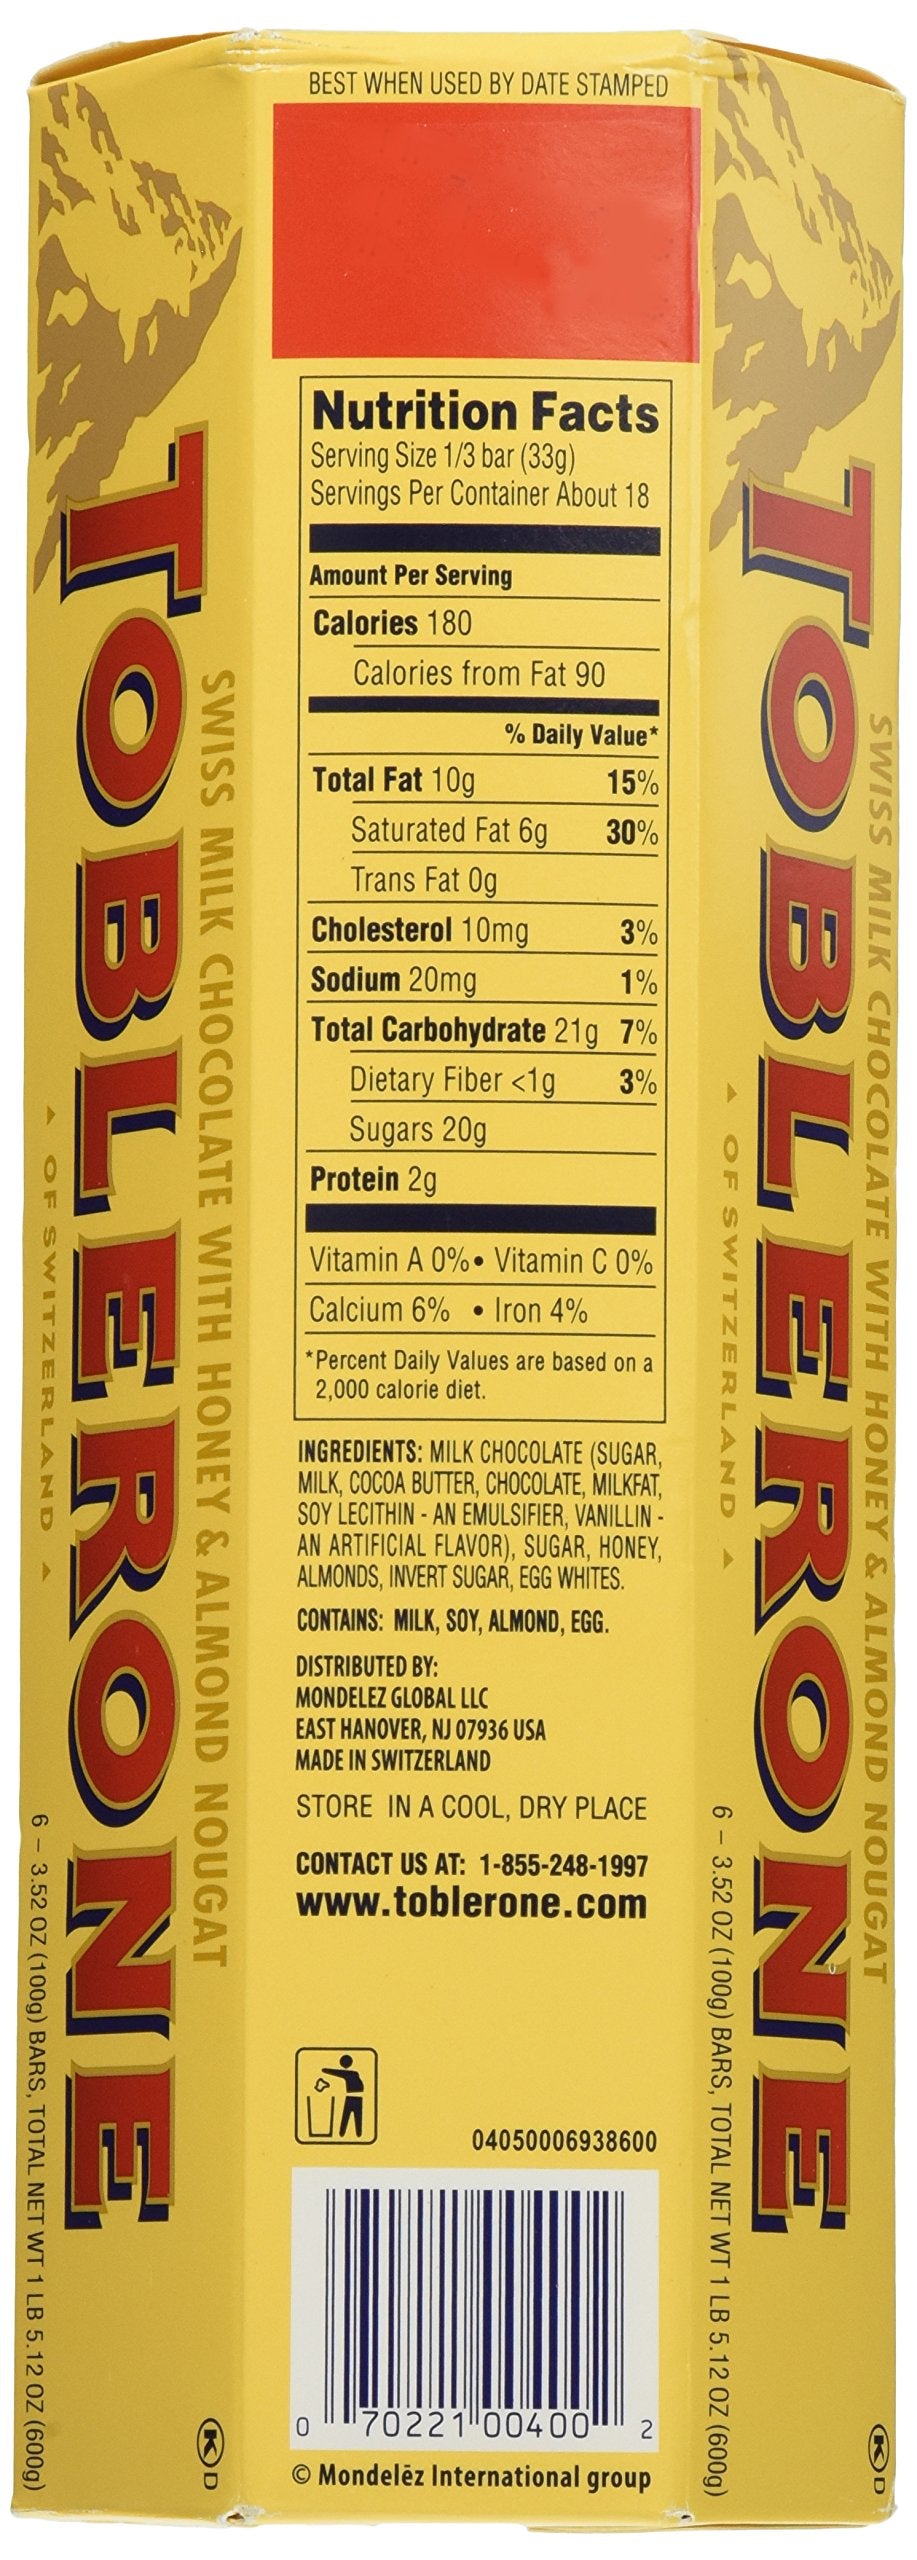 BEST WHEN USED BY DATE STAMPED
Nutrition Facts
Serving Size 1/3 bar (33g)
Servings Per Container About 18
Amount Per Serving
Calories 180
Calories from Fat 90
% Daily Value*
Total Fat 10g 15%
Saturated Fat 6g 30%
Trans Fat 0g
Cholesterol 10mg 3%
Sodium 20mg 1%
Total Carbohydrate 21g 7%
Dietary Fiber <1g 3%
Sugars 20g
Protein 2g
Vitamin A 0% • Vitamin C 0%
Calcium 6% • Iron 4%
*Percent Daily Values are based on a
2,000 calorie diet.
INGREDIENTS: MILK CHOCOLATE (SUGAR,
MILK, COCOA BUTTER, CHOCOLATE, MILKFAT,
SOY LECITHIN - AN EMULSIFIER, VANILLIN -
AN ARTIFICIAL FLAVOR), SUGAR, HONEY,
ALMONDS, INVERT SUGAR, EGG WHITES.
CONTAINS: MILK, SOY, ALMOND, EGG.
DISTRIBUTED BY:
MONDELEZ GLOBAL LLC
EAST HANOVER, NJ 07936 USA
MADE IN SWITZERLAND
STORE IN A COOL, DRY PLACE
CONTACT US AT: 1-855-248-1997
www.toblerone.com
04050006938600
0 70221 00400 2
© Mondelēz International group
SWISS MILK CHOCOLATE WITH HONEY & ALMOND NOUGAT
TOBLERONE
▲ OF SWITZERLAND ▲
6 – 3.52 OZ (100g) BARS, TOTAL NET WT 1 LB 5.12 OZ (600g)
K D
SWISS MILK CHOCOLATE WITH HONEY & ALMOND NOUGAT
TOBLERONE
▲ OF SWITZERLAND ▲
6 – 3.52 OZ (100g) BARS, TOTAL NET WT 1 LB 5.12 OZ (600g)
K D